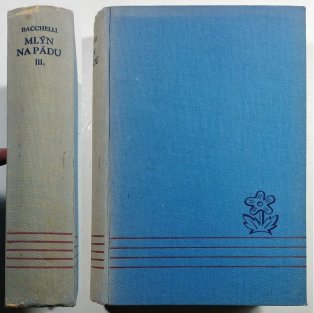 BACCHELLI
MLÝN
NA PÁDU
III.